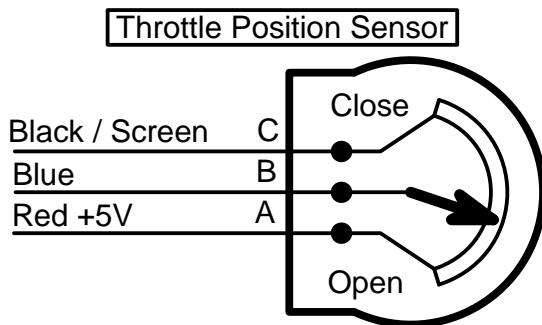 Throttle Position Sensor
Close
Black / Screen C
Blue B
Red +5V A
Open